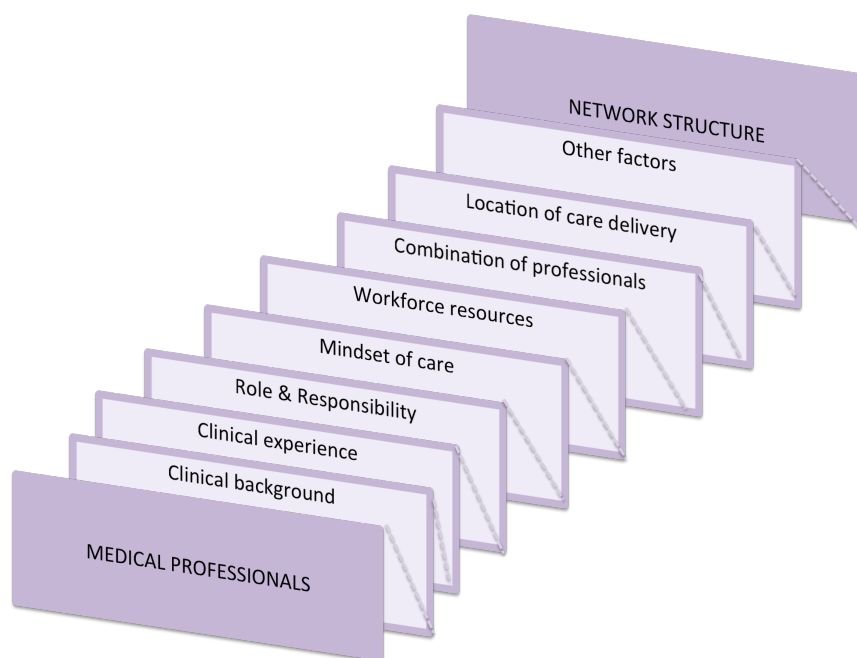 NETWORK STRUCTURE
Other factors
Location of care delivery
Combination of professionals
Workforce resources
Mindset of care
Role & Responsibility
Clinical experience
Clinical background
MEDICAL PROFESSIONALS